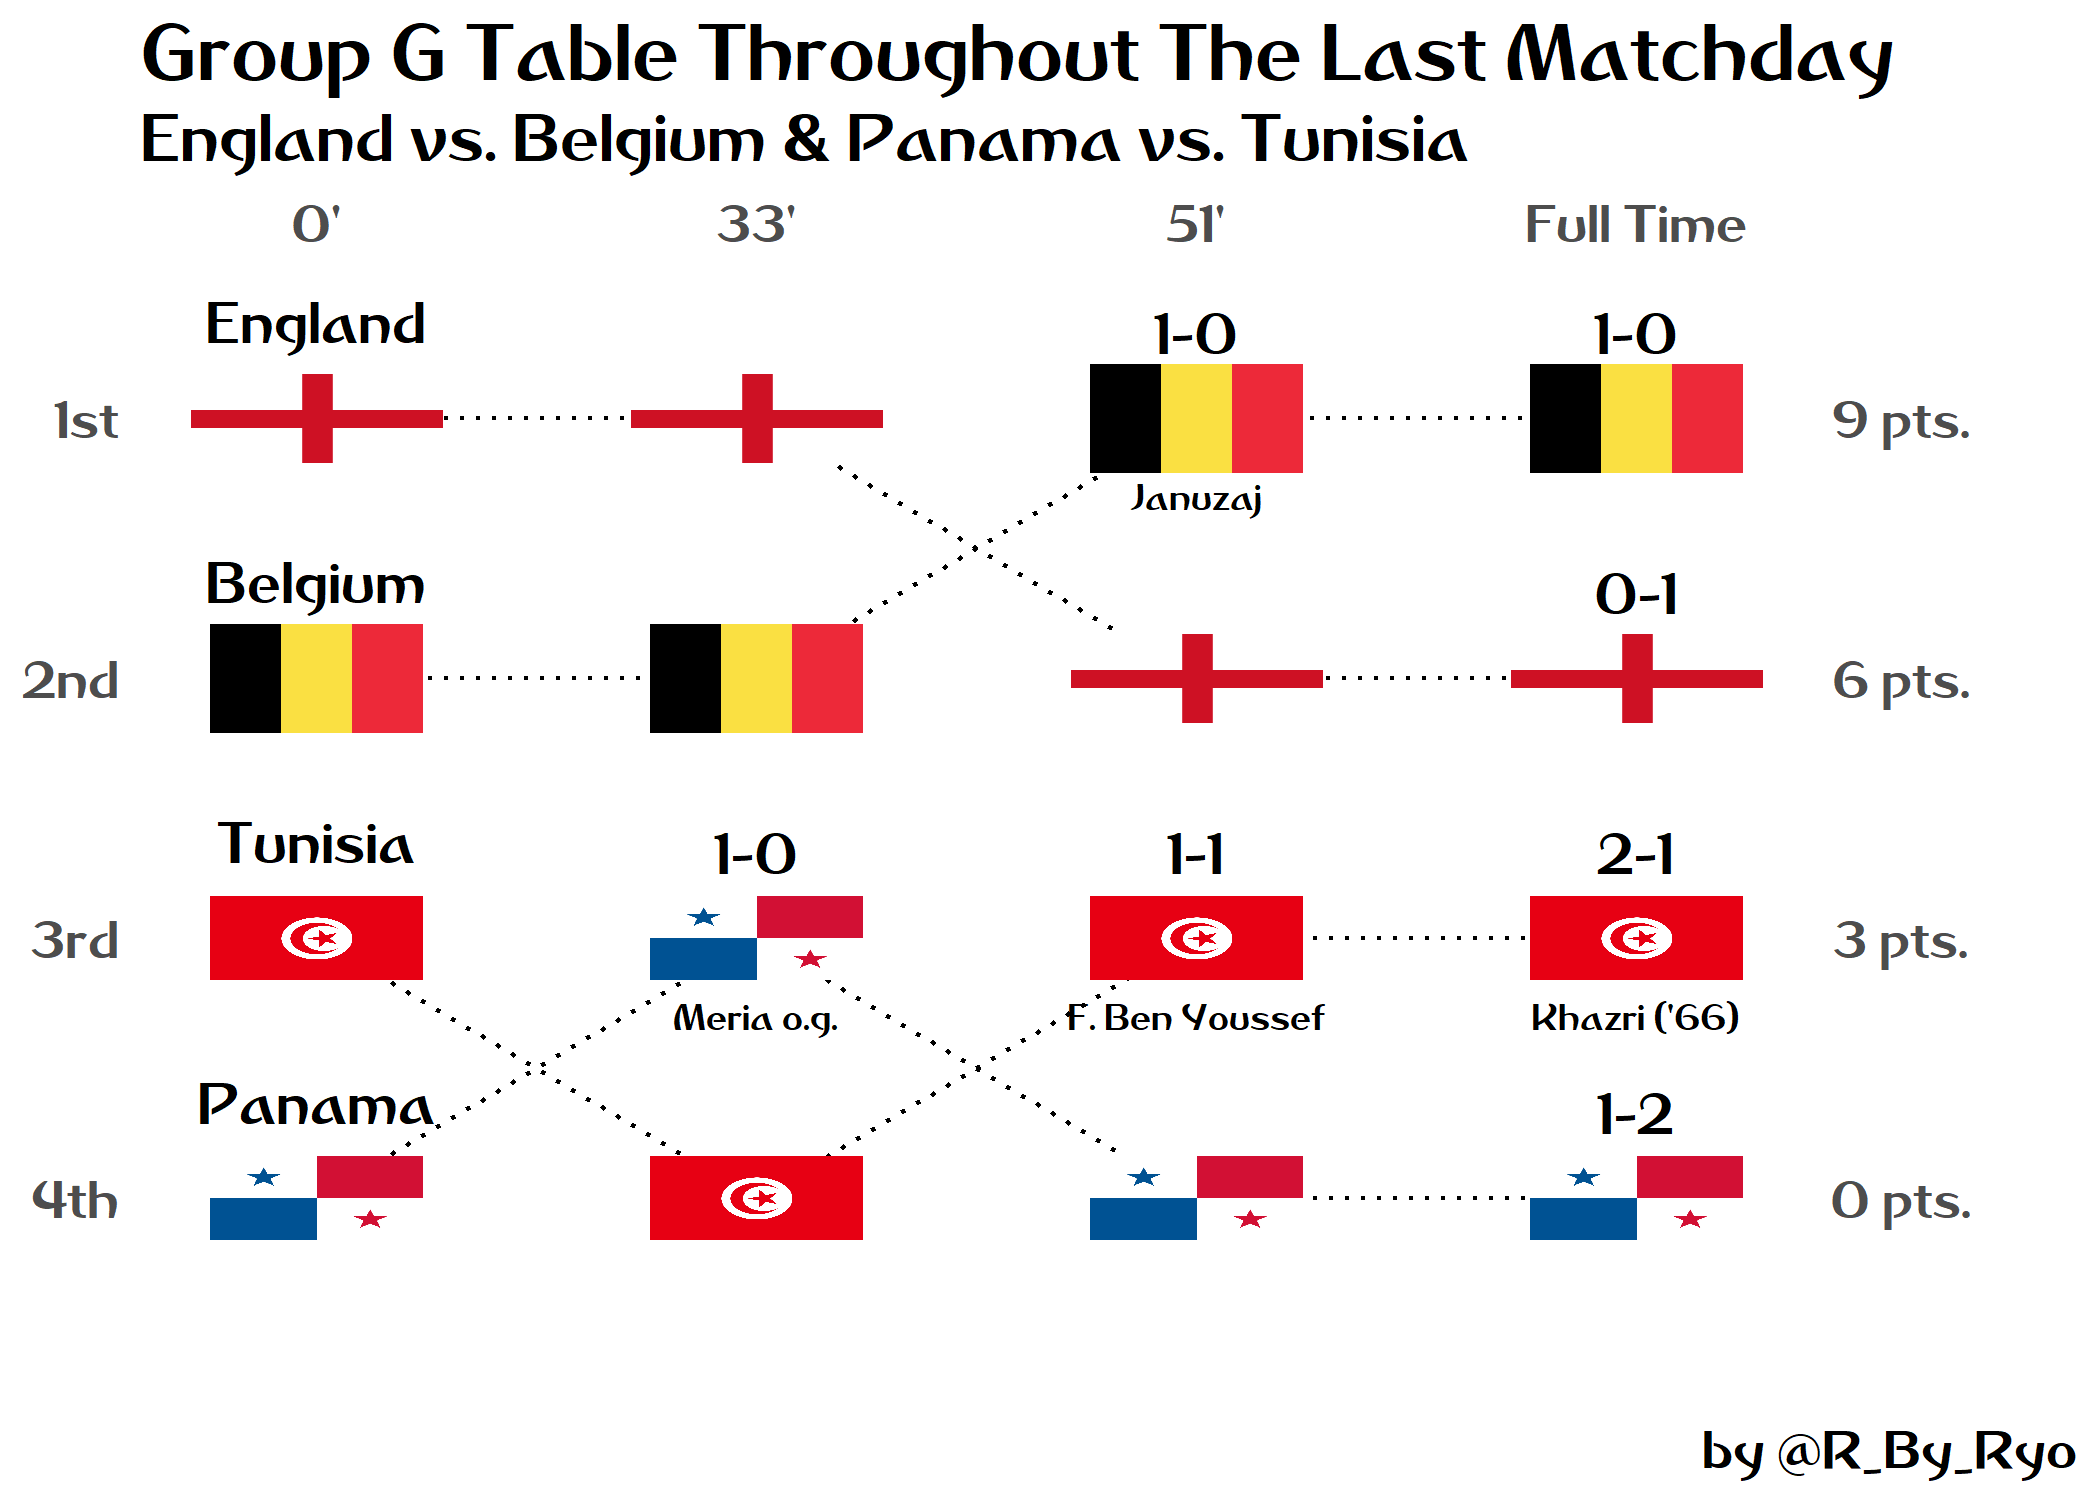 Group G Table Throughout The Last Matchday
England vs. Belgium & Panama vs. Tunisia
0' 33' 51' Full Time
England 1-0 1-0
1st 9 pts.
Januzaj
Belgium 0-1
2nd 6 pts.
Tunisia 1-0 1-1 2-1
3rd 3 pts.
Meria o.g. F. Ben Youssef Khazri ('66)
Panama 1-2
4th 0 pts.
by @R_By_Ryo